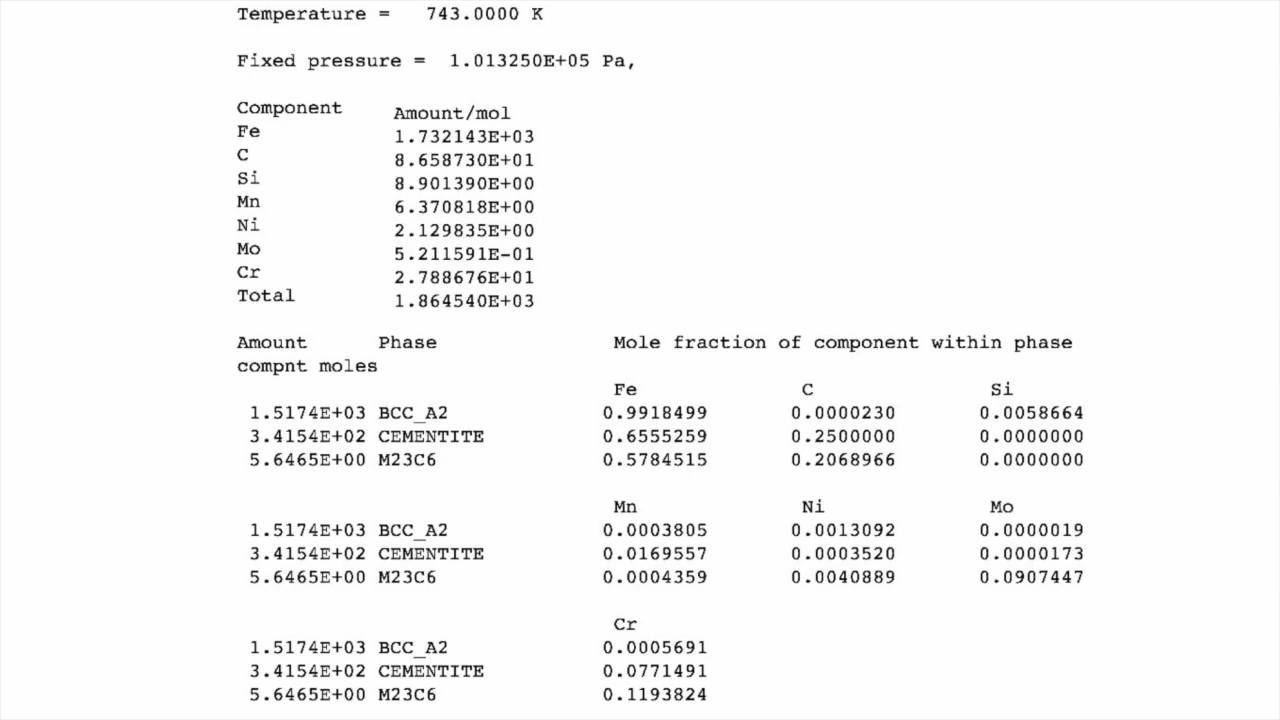 Temperature = 743.0000 K
Fixed pressure = 1.013250E+05 Pa,
Component Amount/mol
Fe 1.732143E+03
C 8.658730E+01
Si 8.901390E+00
Mn 6.370818E+00
Ni 2.129835E+00
Mo 5.211591E-01
Cr 2.788676E+01
Total 1.864540E+03
Amount Phase Mole fraction of component within phase
compnt moles
Fe C Si
1.5174E+03 BCC_A2 0.9918499 0.0000230 0.0058664
3.4154E+02 CEMENTITE 0.6555259 0.2500000 0.0000000
5.6465E+00 M23C6 0.5784515 0.2068966 0.0000000
Mn Ni Mo
1.5174E+03 BCC_A2 0.0003805 0.0013092 0.0000019
3.4154E+02 CEMENTITE 0.0169557 0.0003520 0.0000173
5.6465E+00 M23C6 0.0004359 0.0040889 0.0907447
Cr
1.5174E+03 BCC_A2 0.0005691
3.4154E+02 CEMENTITE 0.0771491
5.6465E+00 M23C6 0.1193824